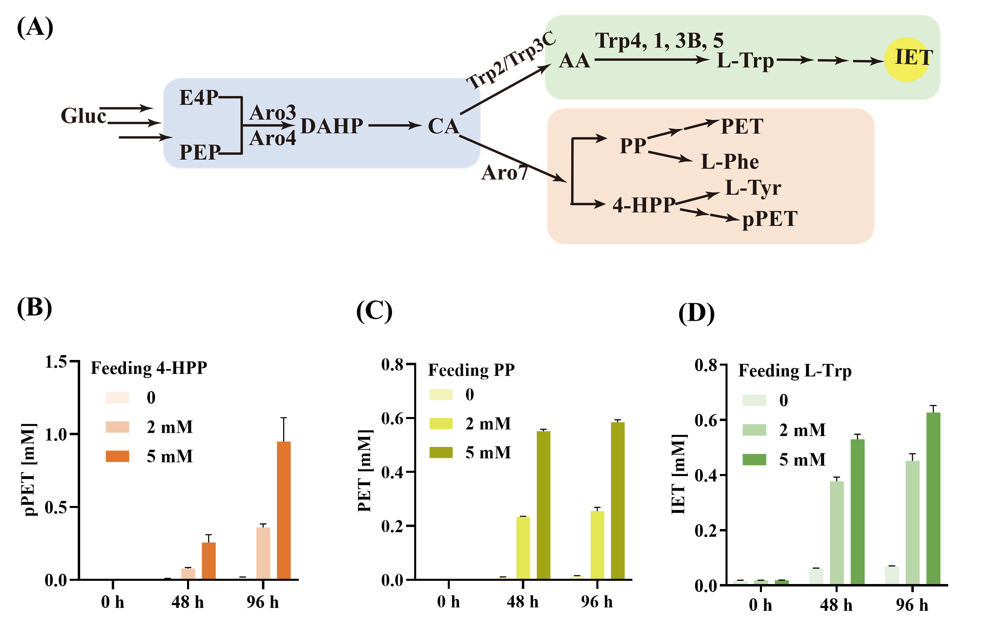 (A)
Gluc
E4P
PEP
Aro3
Aro4
DAHP
CA
Trp2/Trp3C
Aro7
AA
Trp4, 1, 3B, 5
L-Trp
IET
PP
PET
L-Phe
4-HPP
L-Tyr
pPET
(B)
pPET [mM]
1.5
1.0
0.5
0.0
Feeding 4-HPP
0
2 mM
5 mM
0 h
48 h
96 h
(C)
PET [mM]
0.8
0.6
0.4
0.2
0.0
Feeding PP
0
2 mM
5 mM
0 h
48 h
96 h
(D)
IET [mM]
0.8
0.6
0.4
0.2
0.0
Feeding L-Trp
0
2 mM
5 mM
0 h
48 h
96 h